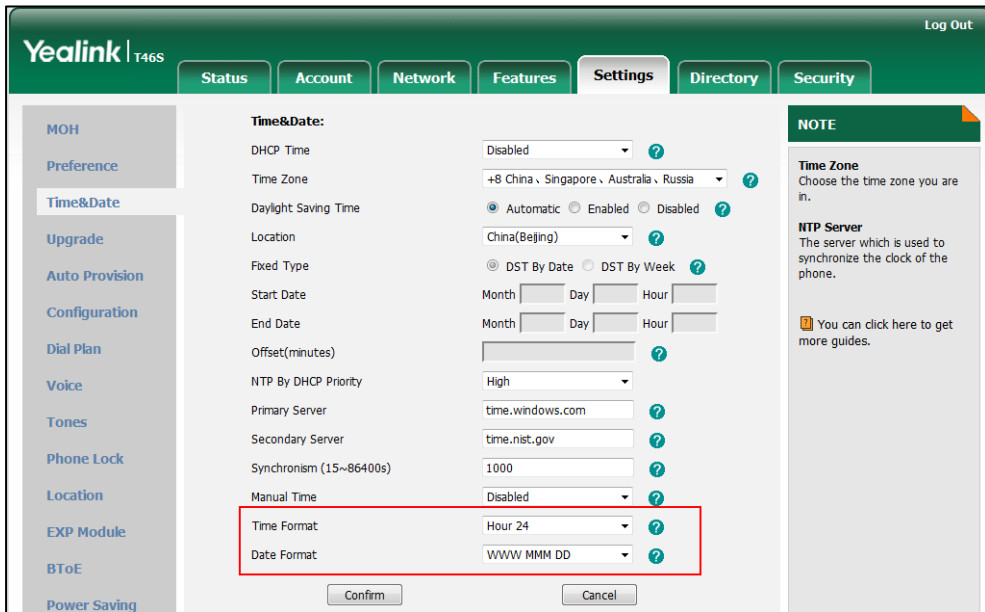 Log Out
Yealink T46S
Status Account Network Features Settings Directory Security
MOH
Preference
Time&Date
Upgrade
Auto Provision
Configuration
Dial Plan
Voice
Tones
Phone Lock
Location
EXP Module
BToE
Power Saving
Time&Date:
DHCP Time Disabled ?
Time Zone +8 China、Singapore、Australia、Russia ?
Daylight Saving Time Automatic Enabled Disabled ?
Location China(Beijing) ?
Fixed Type DST By Date DST By Week ?
Start Date Month Day Hour
End Date Month Day Hour
Offset(minutes) ?
NTP By DHCP Priority High
Primary Server time.windows.com ?
Secondary Server time.nist.gov ?
Synchronism (15~86400s) 1000 ?
Manual Time Disabled ?
Time Format Hour 24 ?
Date Format WWW MMM DD ?
Confirm Cancel
NOTE
Time Zone
Choose the time zone you are
in.
NTP Server
The server which is used to
synchronize the clock of the
phone.
? You can click here to get
more guides.